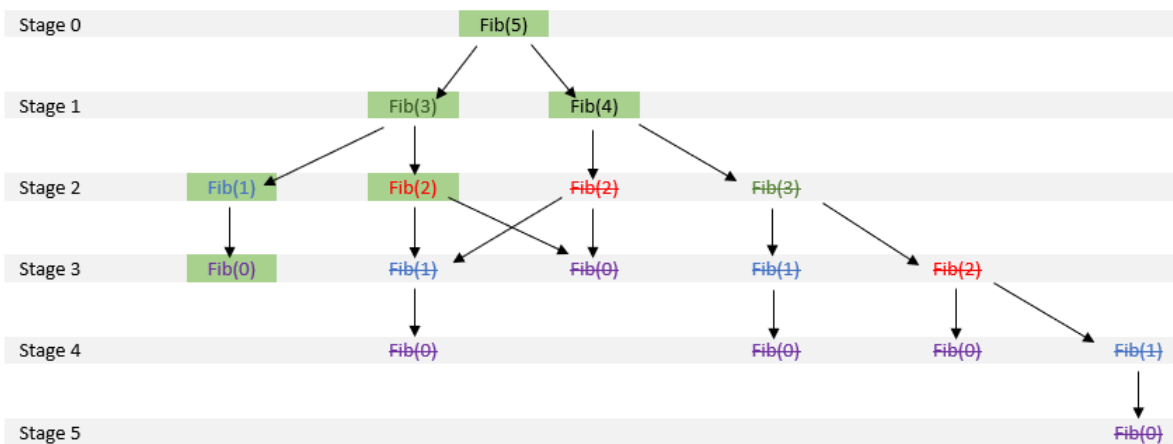 Stage 0 Fib(5)
Stage 1 Fib(3) Fib(4)
Stage 2 Fib(1) Fib(2) Fib(2) Fib(3)
Stage 3 Fib(0) Fib(1) Fib(0) Fib(1) Fib(2)
Stage 4 Fib(0) Fib(0) Fib(0) Fib(1)
Stage 5 Fib(0)